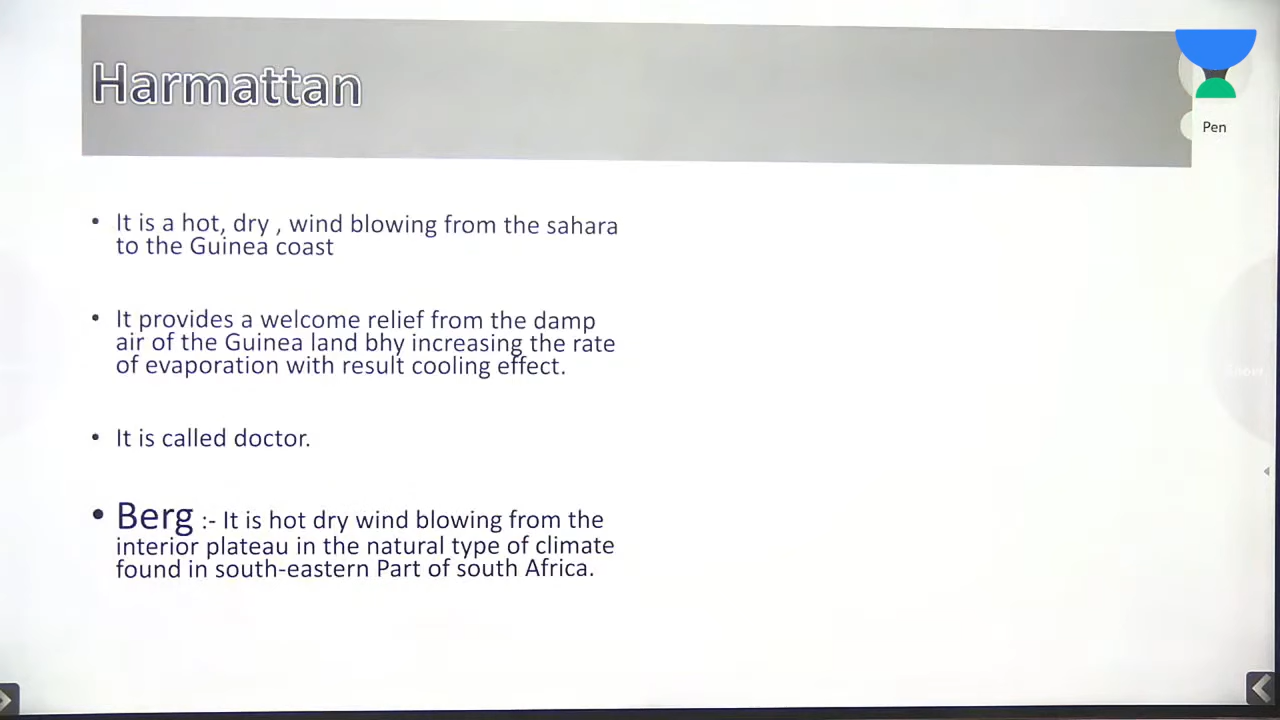 Harmattan
Pen
• It is a hot, dry , wind blowing from the sahara
to the Guinea coast
• It provides a welcome relief from the damp
air of the Guinea land bhy increasing the rate
of evaporation with result cooling effect.
• It is called doctor.
• Berg :- It is hot dry wind blowing from the
interior plateau in the natural type of climate
found in south-eastern Part of south Africa.